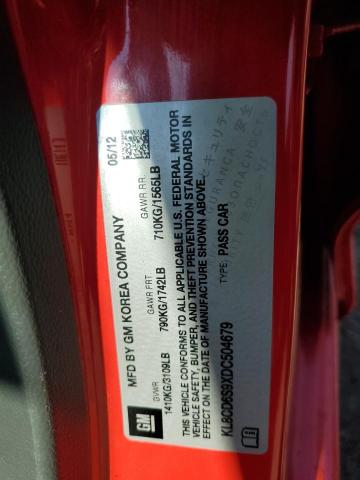 MFD BY GM KOREA COMPANY 05/12
GVWR GAWR FRT GAWR RR
1410KG/3109LB 790KG/1742LB 710KG/1565LB
THIS VEHICLE CONFORMS TO ALL APPLICABLE U.S. FEDERAL MOTOR
VEHICLE SAFETY, BUMPER, AND THEFT PREVENTION STANDARDS IN
EFFECT ON THE DATE OF MANUFACTURE SHOWN ABOVE.
KL8CD6S9XDC504679 TYPE: PASS CAR
GM